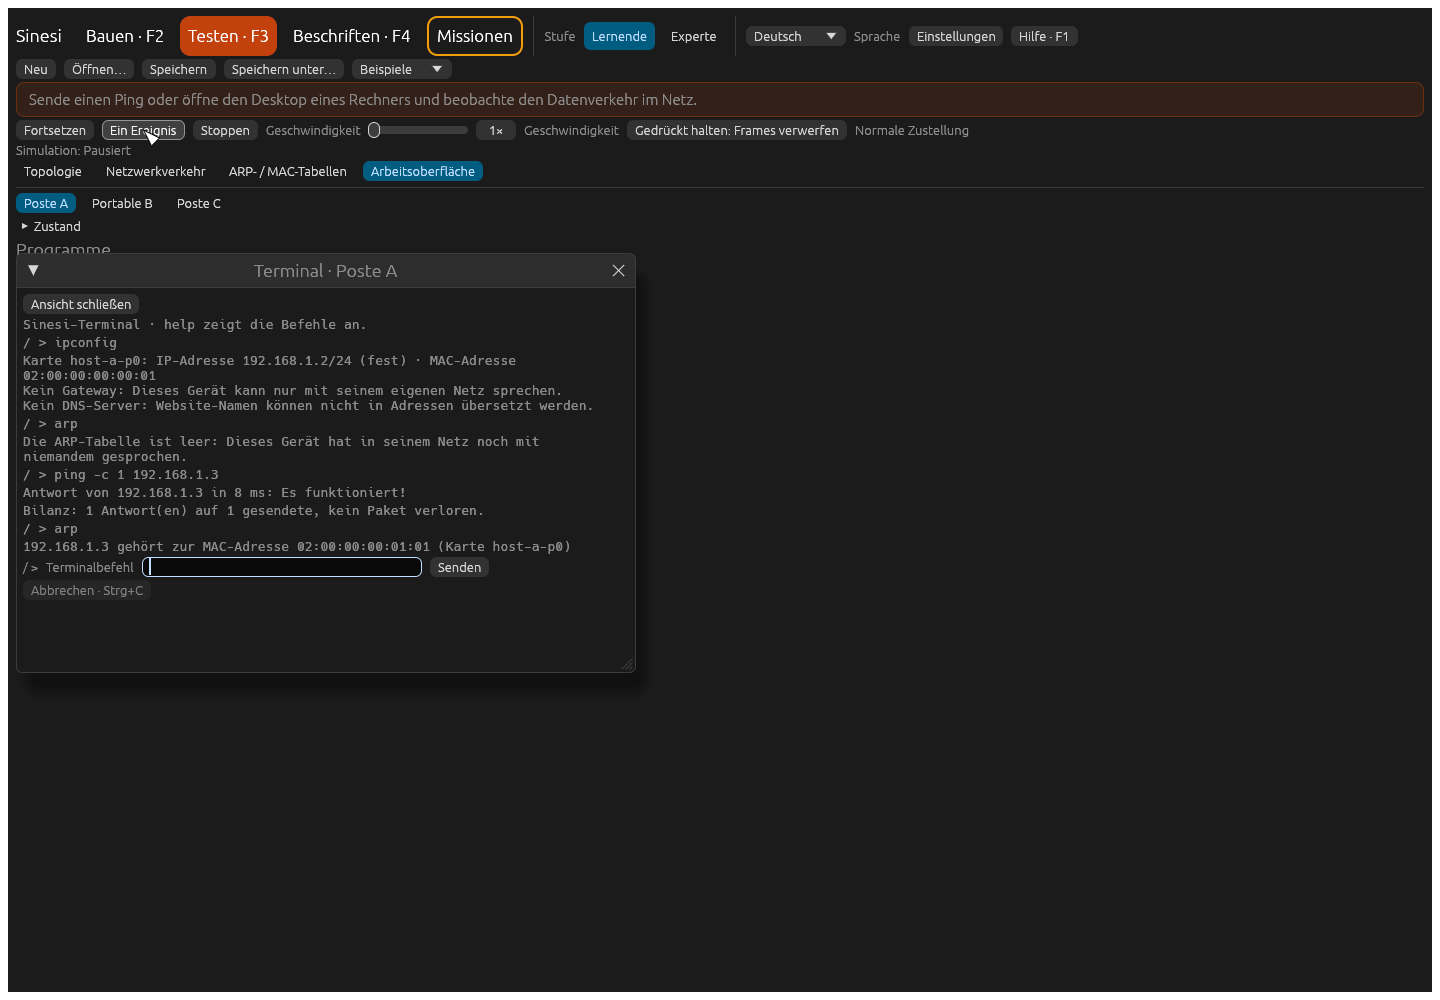 Sinesi Bauen · F2 Testen · F3 Beschriften · F4 Missionen Stufe Lernende Experte Deutsch Sprache Einstellungen Hilfe · F1
Neu Öffnen… Speichern Speichern unter… Beispiele
Sende einen Ping oder öffne den Desktop eines Rechners und beobachte den Datenverkehr im Netz.
Fortsetzen Ein Ereignis Stoppen Geschwindigkeit 1× Geschwindigkeit Gedrückt halten: Frames verwerfen Normale Zustellung
Simulation: Pausiert
Topologie Netzwerkverkehr ARP- / MAC-Tabellen Arbeitsoberfläche
Poste A Portable B Poste C
Zustand
Programme
Terminal · Poste A
Ansicht schließen
Sinesi-Terminal · help zeigt die Befehle an.
/ > ipconfig
Karte host-a-p0: IP-Adresse 192.168.1.2/24 (fest) · MAC-Adresse
02:00:00:00:00:01
Kein Gateway: Dieses Gerät kann nur mit seinem eigenen Netz sprechen.
Kein DNS-Server: Website-Namen können nicht in Adressen übersetzt werden.
/ > arp
Die ARP-Tabelle ist leer: Dieses Gerät hat in seinem Netz noch mit
niemandem gesprochen.
/ > ping -c 1 192.168.1.3
Antwort von 192.168.1.3 in 8 ms: Es funktioniert!
Bilanz: 1 Antwort(en) auf 1 gesendete, kein Paket verloren.
/ > arp
192.168.1.3 gehört zur MAC-Adresse 02:00:00:00:01:01 (Karte host-a-p0)
/ > Terminalbefehl Senden
Abbrechen · Strg+C